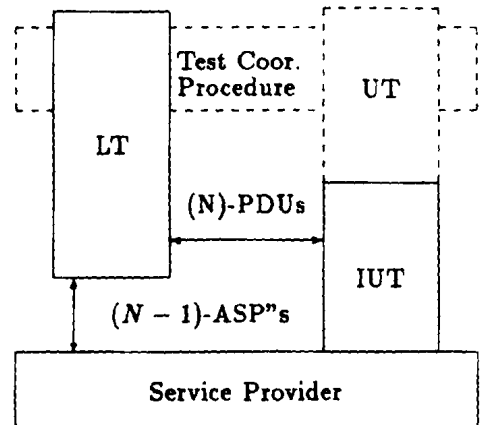 Test Coor.
Procedure
UT
LT
(N)-PDUs
IUT
(N − 1)-ASP"s
Service Provider